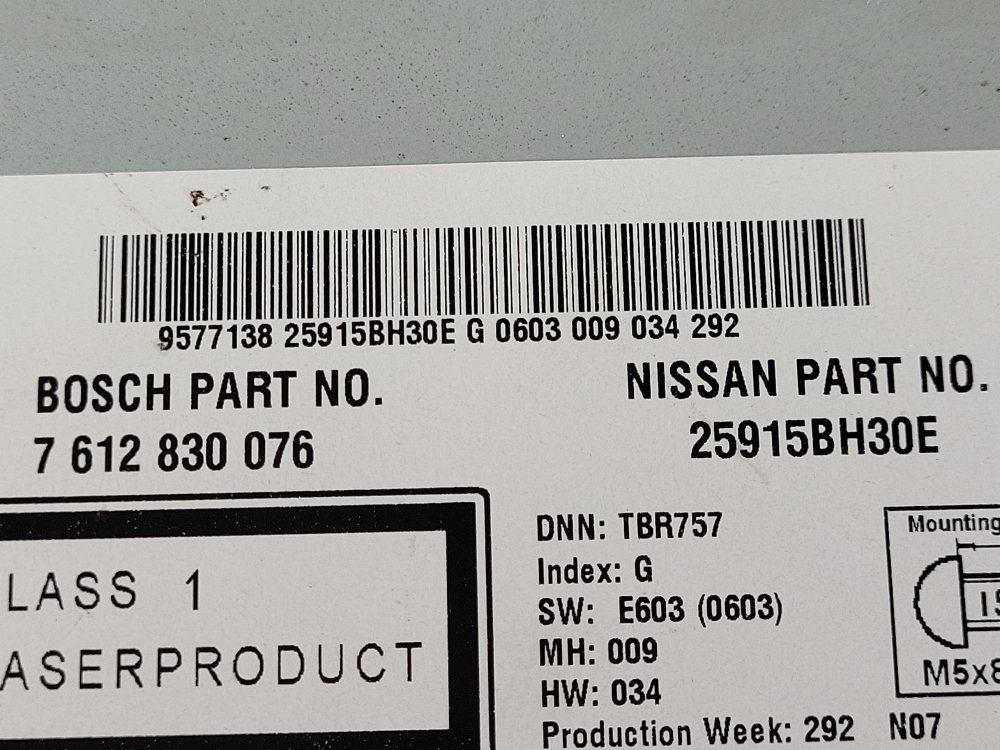 9577138 25915BH30E G 0603 009 034 292
BOSCH PART NO.
7 612 830 076
NISSAN PART NO.
25915BH30E
LASS 1
ASERPRODUCT
DNN: TBR757
Index: G
SW: E603 (0603)
MH: 009
HW: 034
Production Week: 292 N07
Mounting
M5x8